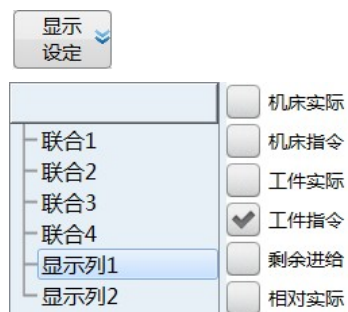 显示
设定
机床实际
联合1
机床指令
联合2
工件实际
联合3
工件指令
联合4
显示列1
剩余进给
显示列2
相对实际